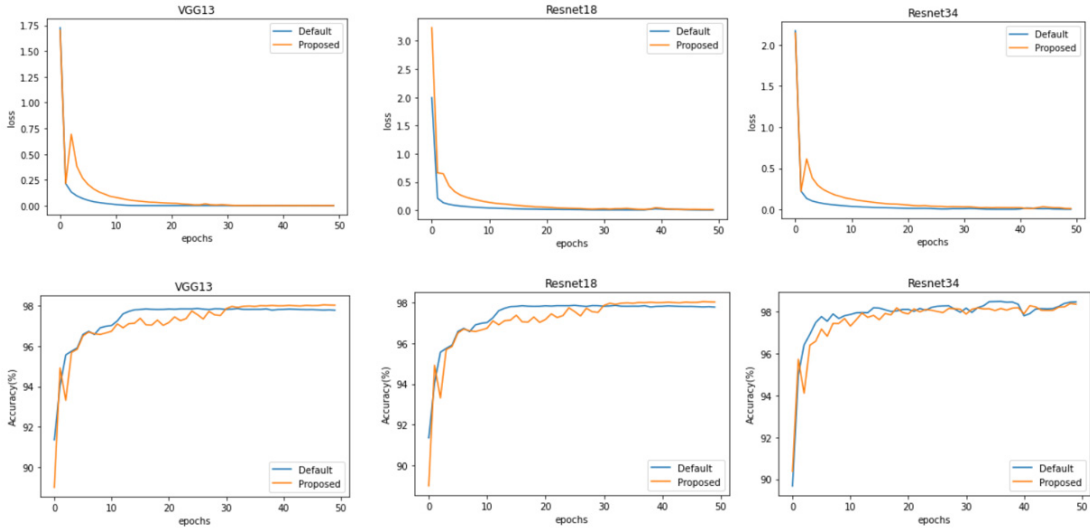 VGG13
1.75
1.50
1.25
1.00
0.75
0.50
0.25
0.00
loss
0 10 20 30 40 50
epochs
Default
Proposed
Resnet18
3.0
2.5
2.0
1.5
1.0
0.5
0.0
loss
0 10 20 30 40 50
epochs
Default
Proposed
Resnet34
2.0
1.5
1.0
0.5
0.0
loss
0 10 20 30 40 50
epochs
Default
Proposed
VGG13
98
96
94
92
90
Accuracy(%)
0 10 20 30 40 50
epochs
Default
Proposed
Resnet18
98
96
94
92
90
Accuracy(%)
0 10 20 30 40 50
epochs
Default
Proposed
Resnet34
98
96
94
92
90
Accuracy(%)
0 10 20 30 40 50
epochs
Default
Proposed